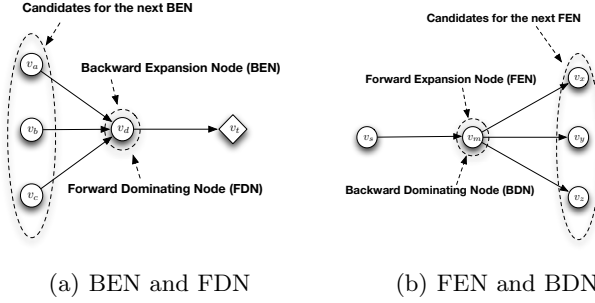 Candidates for the next BEN
v_a
Backward Expansion Node (BEN)
v_b
v_d
v_t
Forward Dominating Node (FDN)
v_c
(a) BEN and FDN
Candidates for the next FEN
v_x
Forward Expansion Node (FEN)
v_s
v_m
v_y
Backward Dominating Node (BDN)
v_z
(b) FEN and BDN